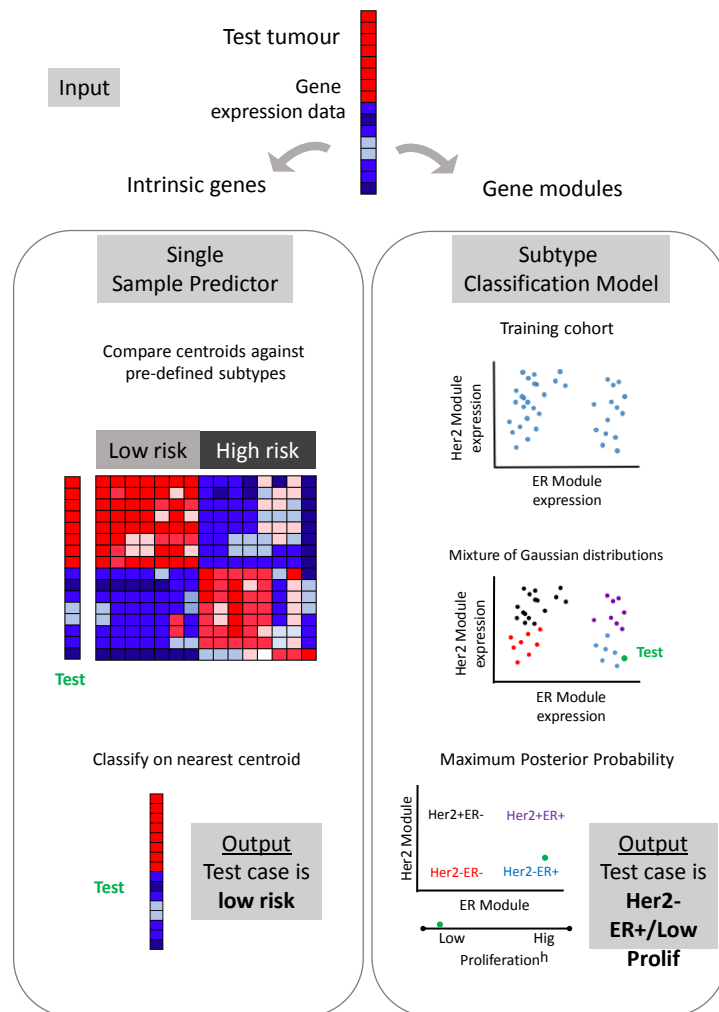 Test tumour
Input
Gene
expression data
Intrinsic genes
Gene modules
Single
Sample Predictor
Compare centroids against
pre-defined subtypes
Low risk
High risk
Test
Classify on nearest centroid
Test
Output
Test case is
low risk
Subtype
Classification Model
Training cohort
Her2 Module
expression
ER Module
expression
Mixture of Gaussian distributions
Her2 Module
expression
Test
ER Module
expression
Maximum Posterior Probability
Her2 Module
Her2+ER-
Her2+ER+
Her2-ER-
Her2-ER+
ER Module
Low
Hig
h
Proliferation
Output
Test case is
Her2-
ER+/Low
Prolif